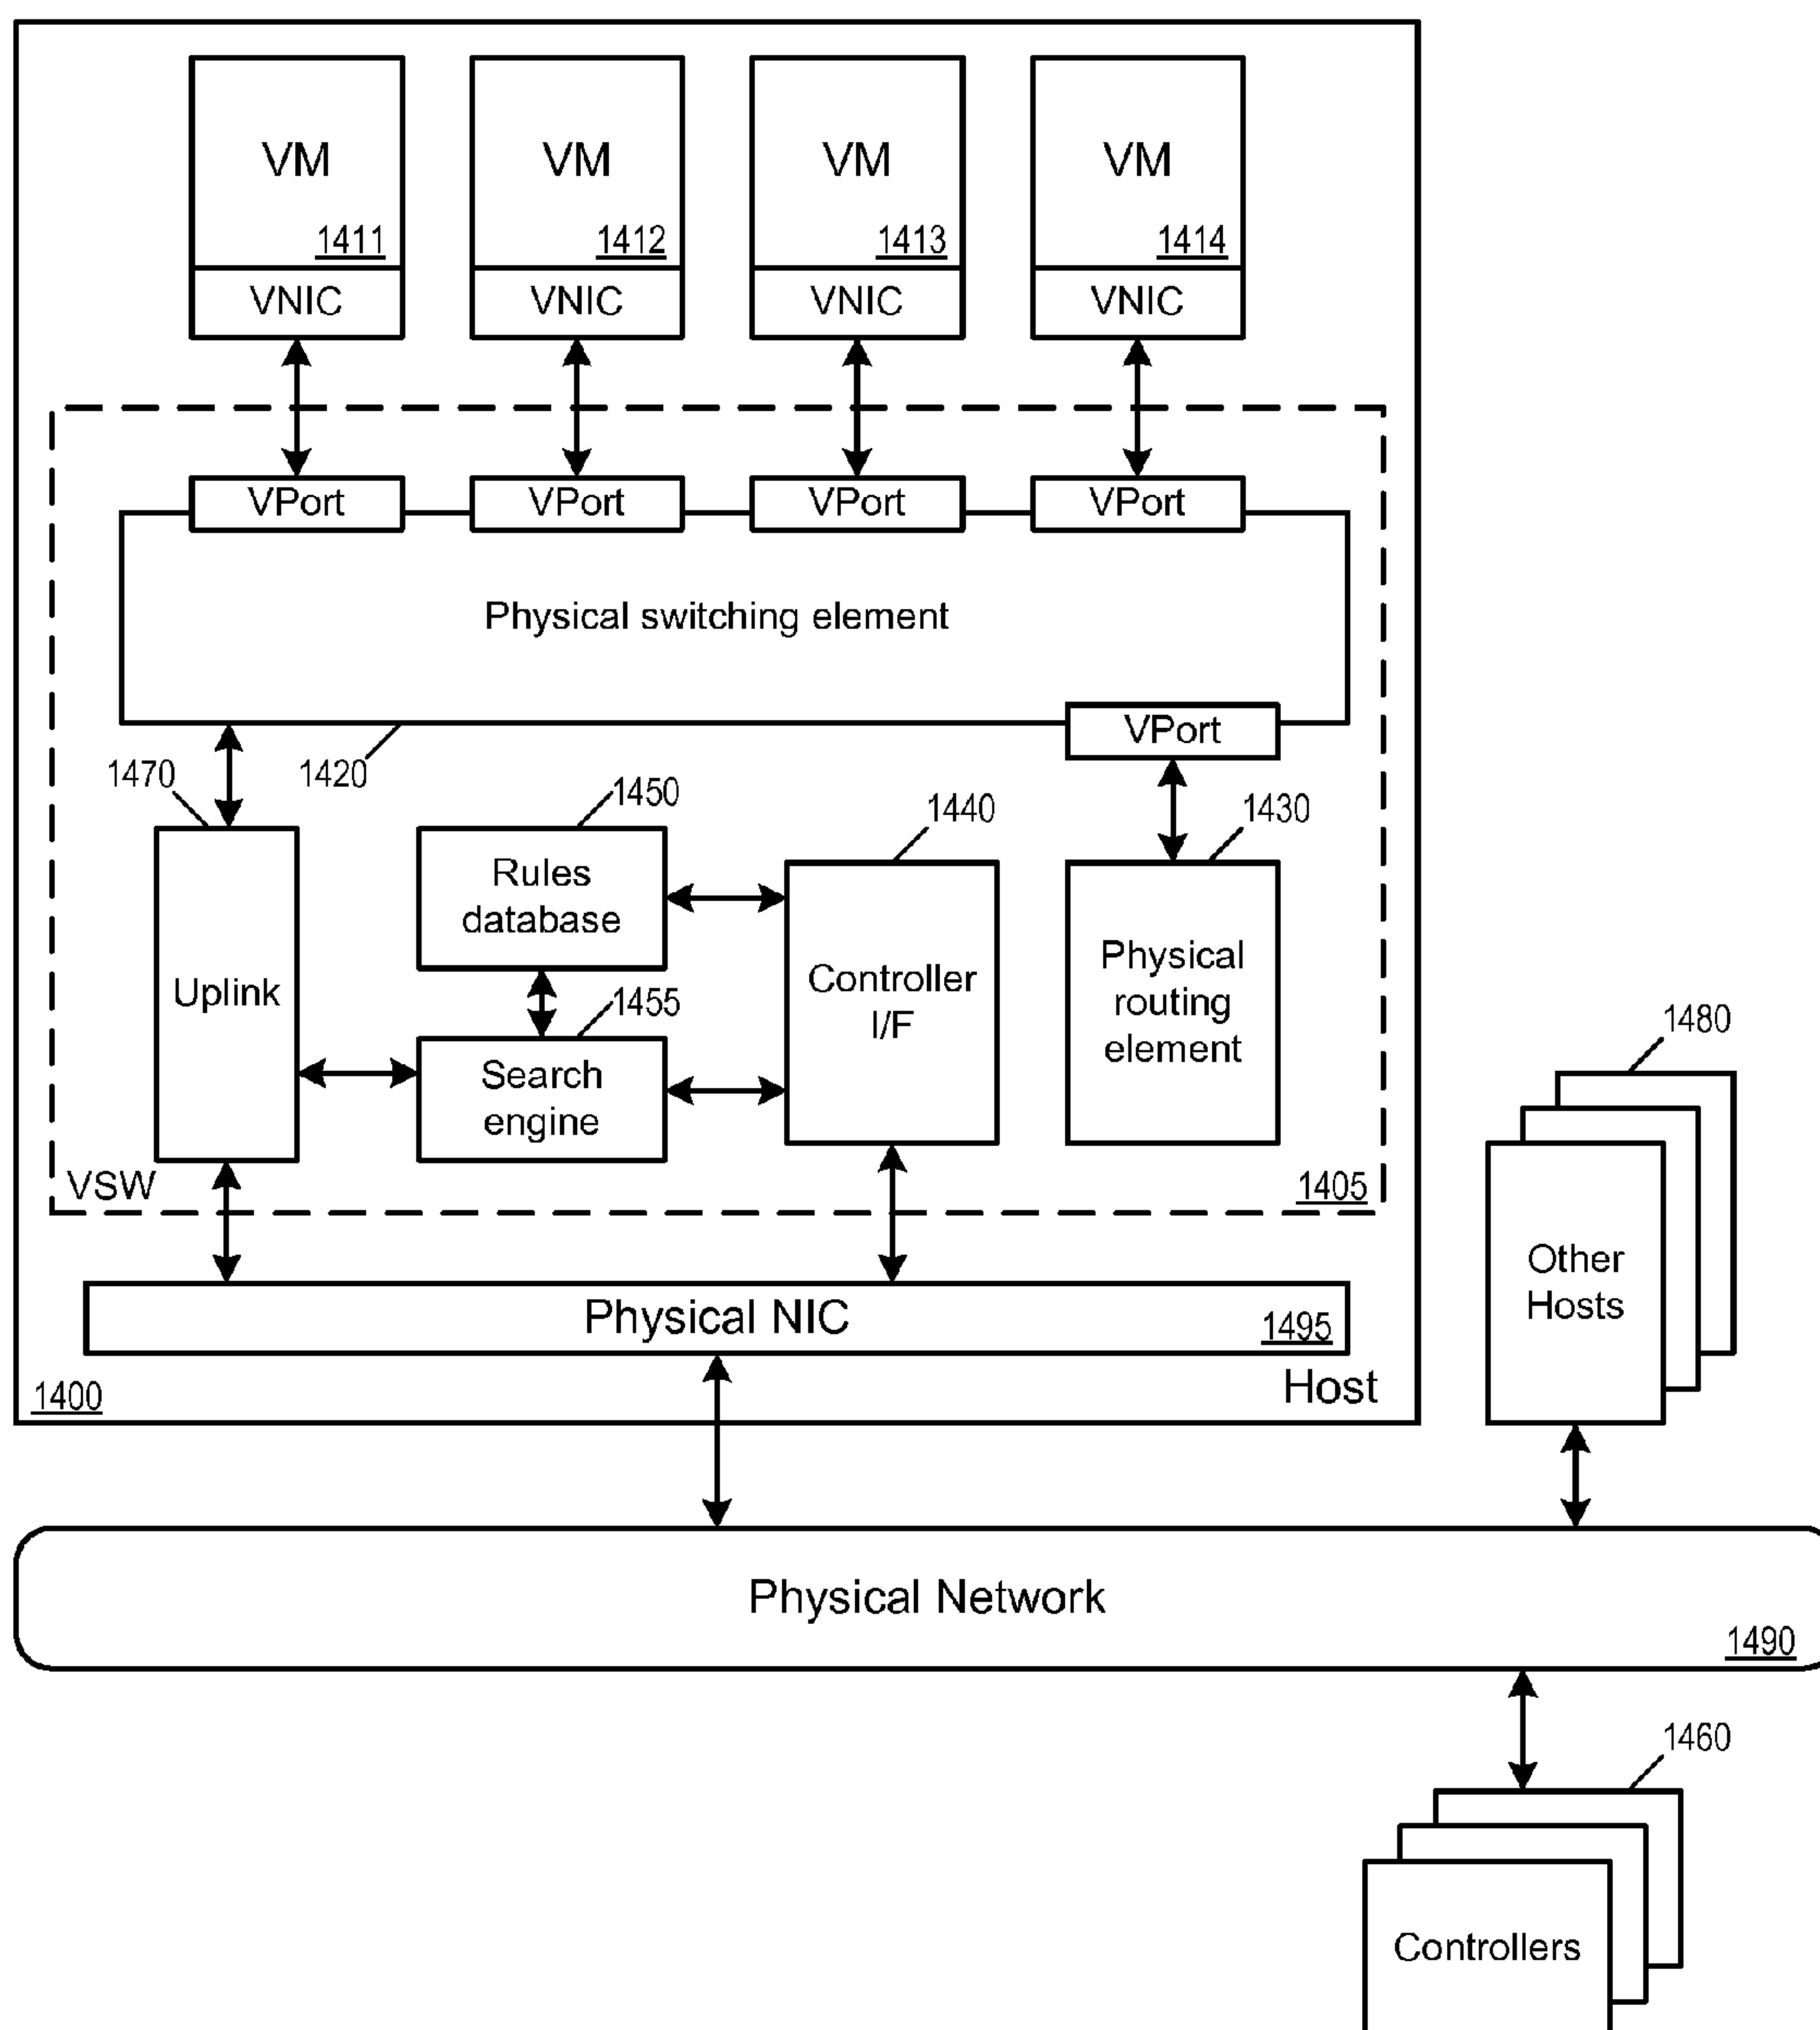 VM
VM
VM
VM
1411
1412
1413
1414
VNIC
VNIC
VNIC
VNIC
VPort
VPort
VPort
VPort
Physical switching element
VPort
1470
1420
1450
1440
1430
Rules
database
Uplink
Controller
I/F
Physical
routing
element
1455
Search
engine
VSW
1405
1480
Other
Hosts
Physical NIC
1495
1400
Host
Physical Network
1490
1460
Controllers